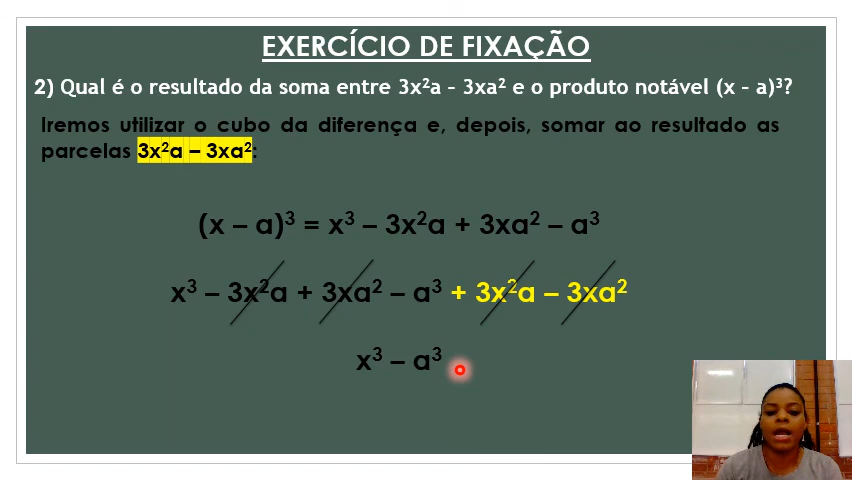 EXERCÍCIO DE FIXAÇÃO
2) Qual é o resultado da soma entre 3x²a - 3xa² e o produto notável (x - a)³?
Iremos utilizar o cubo da diferença e, depois, somar ao resultado as
parcelas 3x²a – 3xa²:
(x – a)³ = x³ – 3x²a + 3xa² – a³
x³ – 3x²a + 3xa² – a³ + 3x²a – 3xa²
x³ – a³